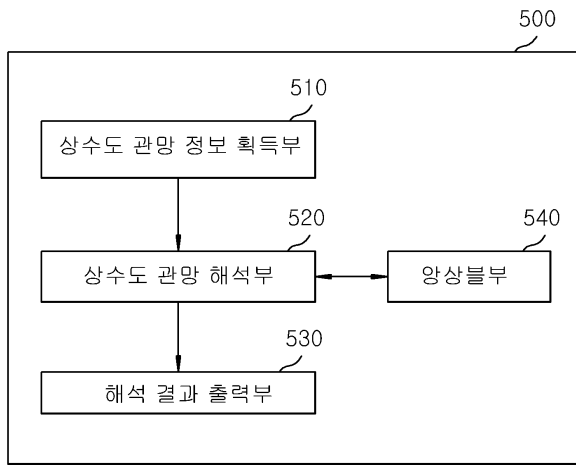 500
510
상수도 관망 정보 획득부
520
상수도 관망 해석부
540
앙상블부
530
해석 결과 출력부